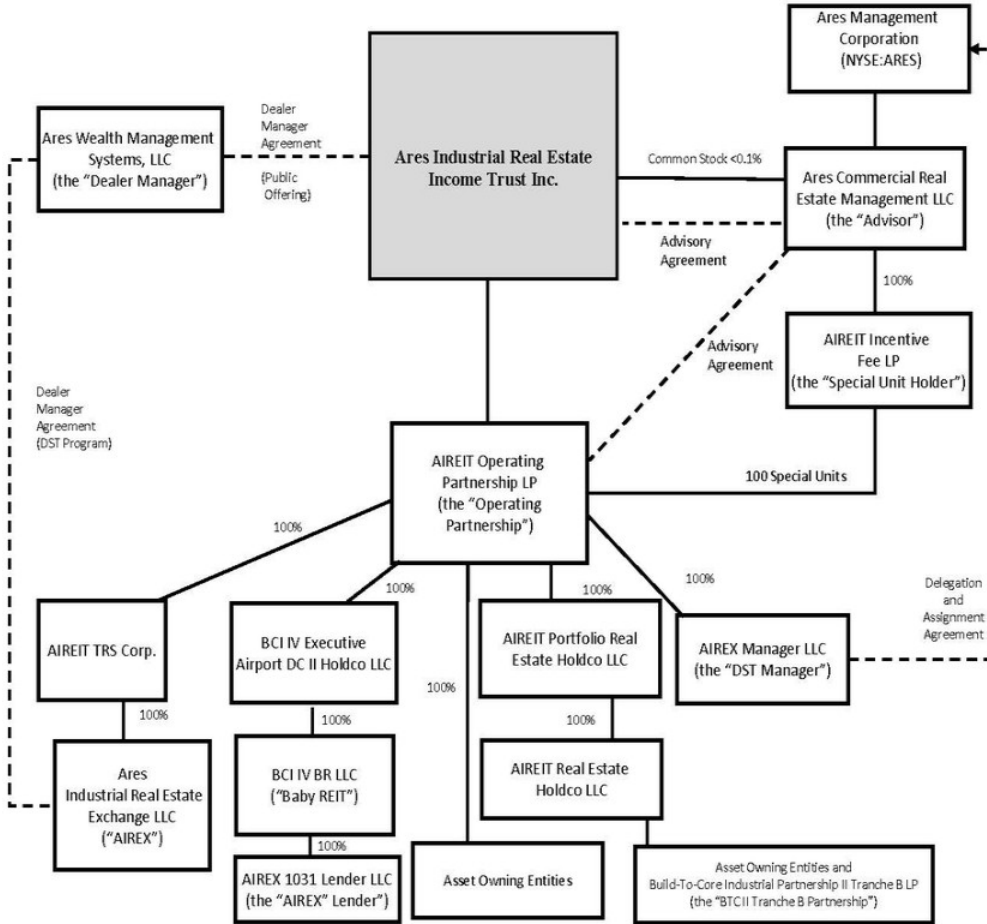 Ares Management
Corporation
(NYSE:ARES)
Ares Wealth Management
Systems, LLC
(the “Dealer Manager”)
Dealer
Manager
Agreement
(Public
Offering)
Ares Industrial Real Estate
Income Trust Inc.
Common Stock <0.1%
Ares Commercial Real
Estate Management LLC
(the “Advisor”)
Advisory
Agreement
100%
Advisory
Agreement
AIREIT Incentive
Fee LP
(the “Special Unit Holder”)
Dealer
Manager
Agreement
(DST Program)
AIREIT Operating
Partnership LP
(the “Operating
Partnership”)
100 Special Units
100%
100%
100%
100%
100%
Delegation
and
Assignment
Agreement
AIREIT TRS Corp.
BCI IV Executive
Airport DC II Holdco LLC
AIREIT Portfolio Real
Estate Holdco LLC
AIREX Manager LLC
(the “DST Manager”)
100%
100%
100%
Ares
Industrial Real Estate
Exchange LLC
(“AIREX”)
BCI IV BR LLC
(“Baby REIT”)
AIREIT Real Estate
Holdco LLC
100%
AIREX 1031 Lender LLC
(the “AIREX” Lender”)
Asset Owning Entities
Asset Owning Entities and
Build-To-Core Industrial Partnership II Tranche B LP
(the “BTC II Tranche B Partnership”)